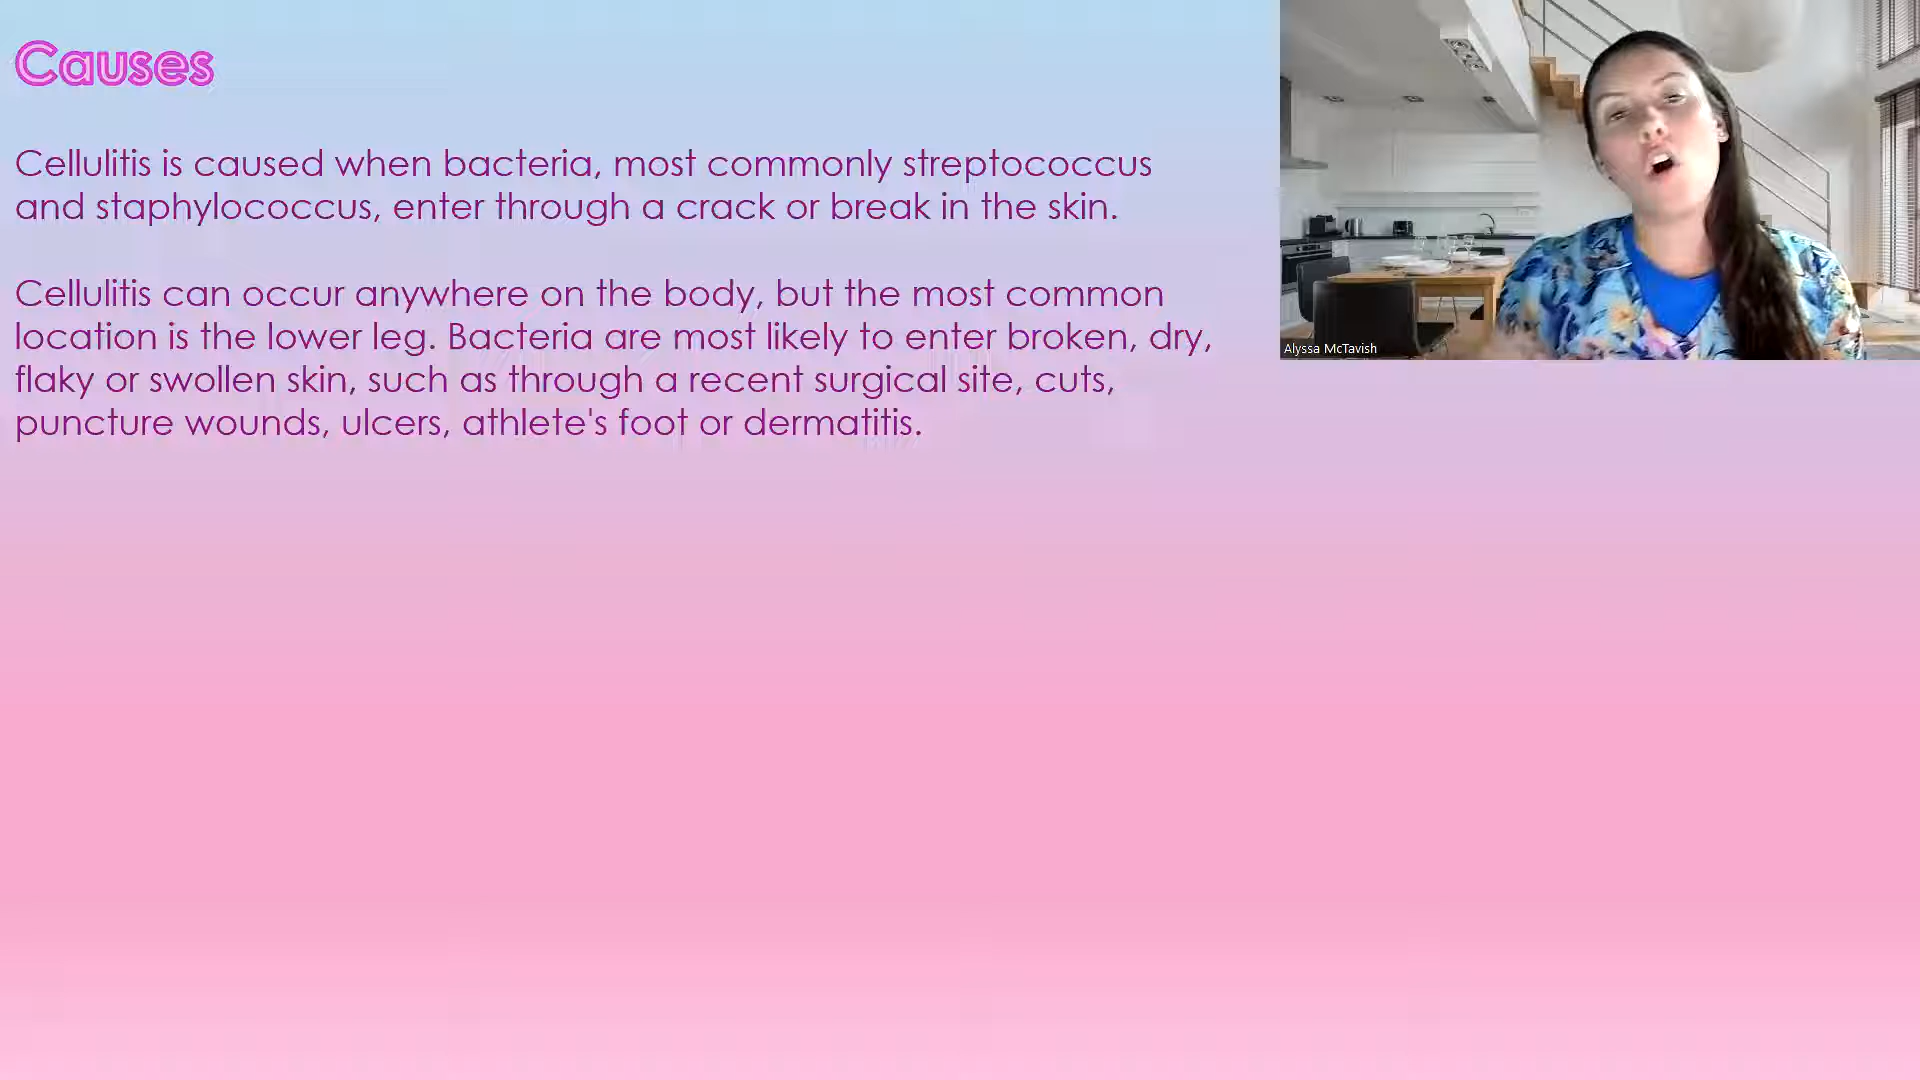 Causes
Cellulitis is caused when bacteria, most commonly streptococcus
and staphylococcus, enter through a crack or break in the skin.
Cellulitis can occur anywhere on the body, but the most common
location is the lower leg. Bacteria are most likely to enter broken, dry,
flaky or swollen skin, such as through a recent surgical site, cuts,
puncture wounds, ulcers, athlete's foot or dermatitis.
Alyssa McTavish